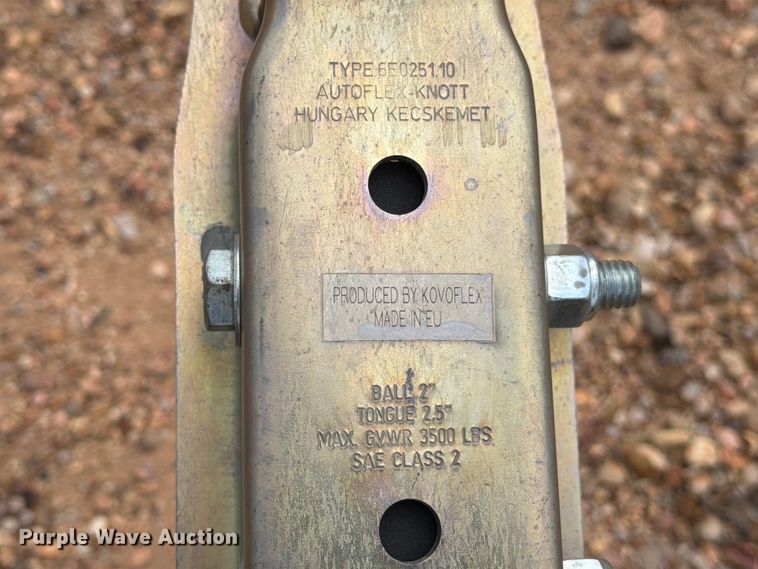 TYPE 6E0251.10
AUTOFLEX-KNOTT
HUNGARY KECSKEMET
PRODUCED BY KOVOFLEX
MADE IN EU
BALL 2"
TONGUE 2.5"
MAX. GVWR 3500 LBS
SAE CLASS 2
Purple Wave Auction